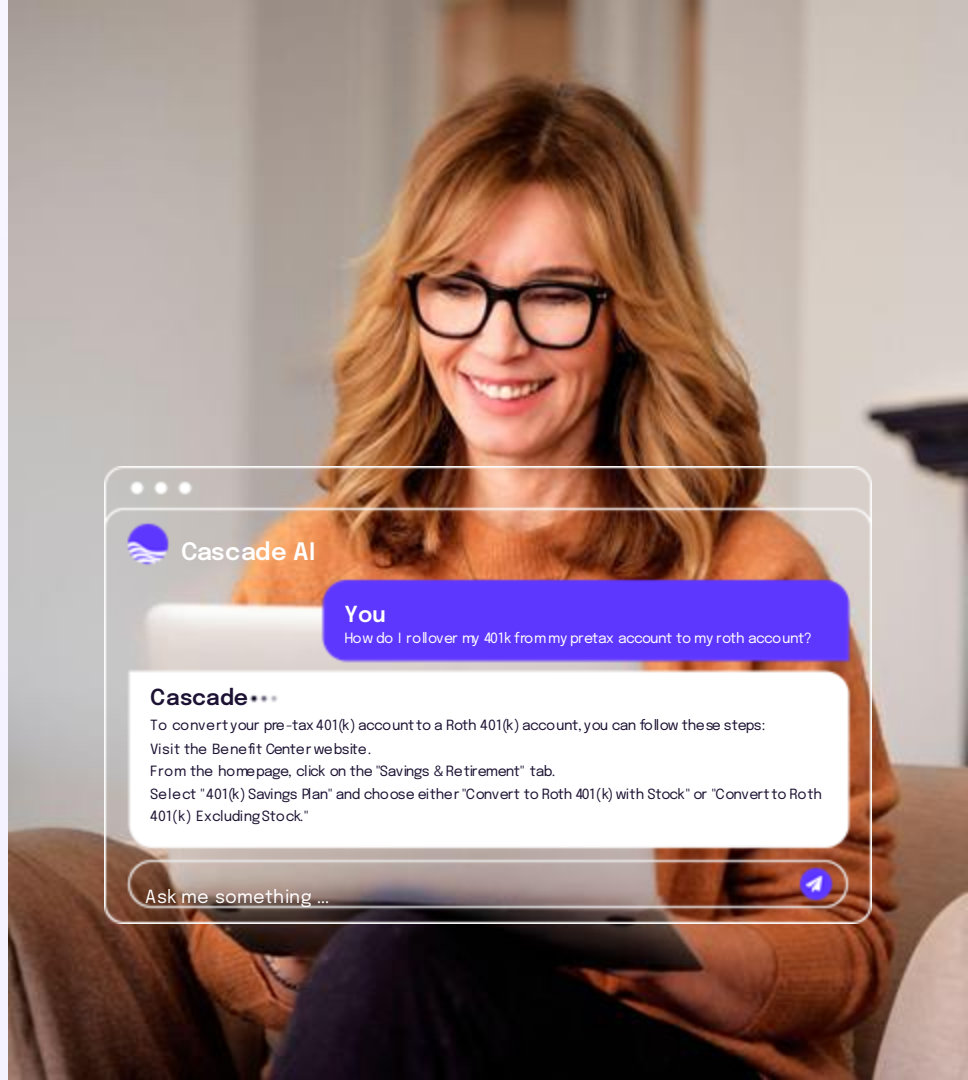 Cascade AI
You
How do I rollover my 401k from my pretax account to my roth account?
Cascade
To convert your pre-tax 401(k) account to a Roth 401(k) account, you can follow these steps:
Visit the Benefit Center website.
From the homepage, click on the "Savings & Retirement" tab.
Select "401(k) Savings Plan" and choose either "Convert to Roth 401(k) with Stock" or "Convert to Roth
401(k) Excluding Stock."
Ask me something ...